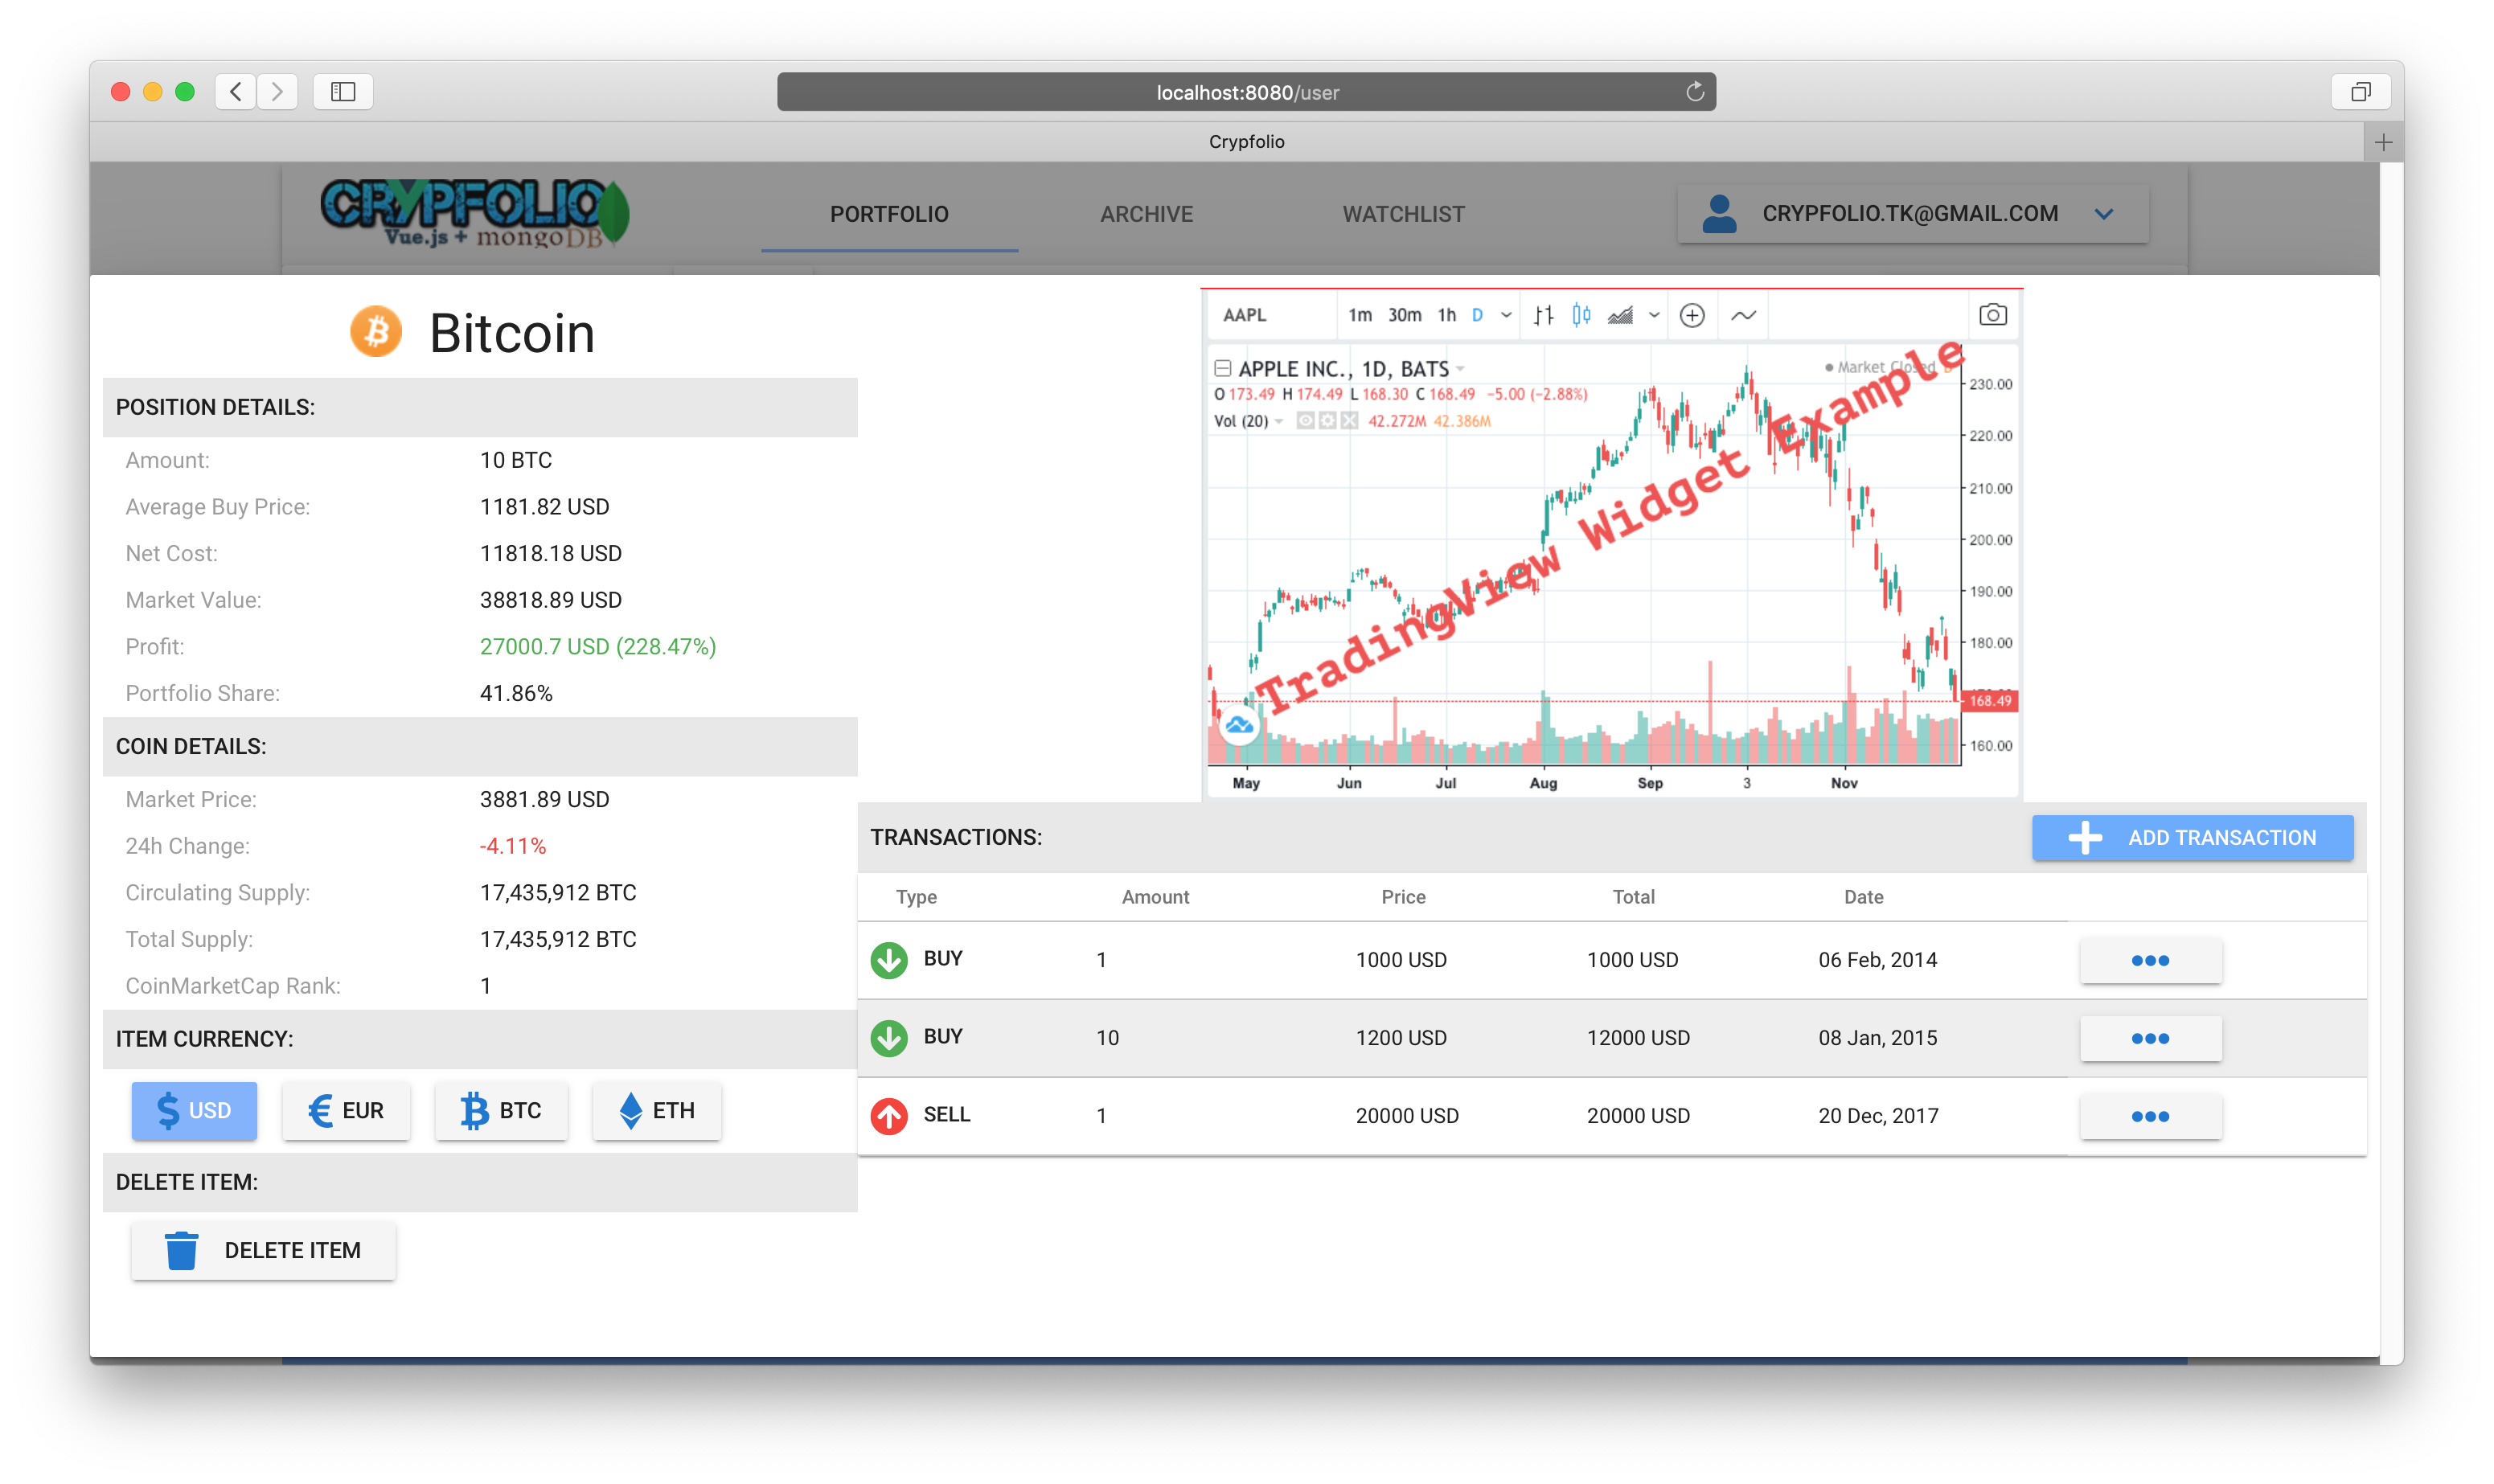 localhost:8080/user
Crypfolio
CRYPFOLIO
Vue.js + mongoDB
PORTFOLIO
ARCHIVE
WATCHLIST
CRYPFOLIO.TK@GMAIL.COM
Bitcoin
POSITION DETAILS:
Amount: 10 BTC
Average Buy Price: 1181.82 USD
Net Cost: 11818.18 USD
Market Value: 38818.89 USD
Profit: 27000.7 USD (228.47%)
Portfolio Share: 41.86%
COIN DETAILS:
Market Price: 3881.89 USD
24h Change: -4.11%
Circulating Supply: 17,435,912 BTC
Total Supply: 17,435,912 BTC
CoinMarketCap Rank: 1
ITEM CURRENCY:
$ USD
€ EUR
BTC
ETH
DELETE ITEM:
DELETE ITEM
AAPL 1m 30m 1h D
APPLE INC., 1D, BATS
Market Closed
O 173.49 H 174.49 L 168.30 C 168.49 −5.00 (−2.88%)
Vol (20) 42.272M 42.386M
TradingView Widget Example
230.00
220.00
210.00
200.00
190.00
180.00
168.49
160.00
May Jun Jul Aug Sep 3 Nov
TRANSACTIONS:
ADD TRANSACTION
Type Amount Price Total Date
BUY 1 1000 USD 1000 USD 06 Feb, 2014
BUY 10 1200 USD 12000 USD 08 Jan, 2015
SELL 1 20000 USD 20000 USD 20 Dec, 2017